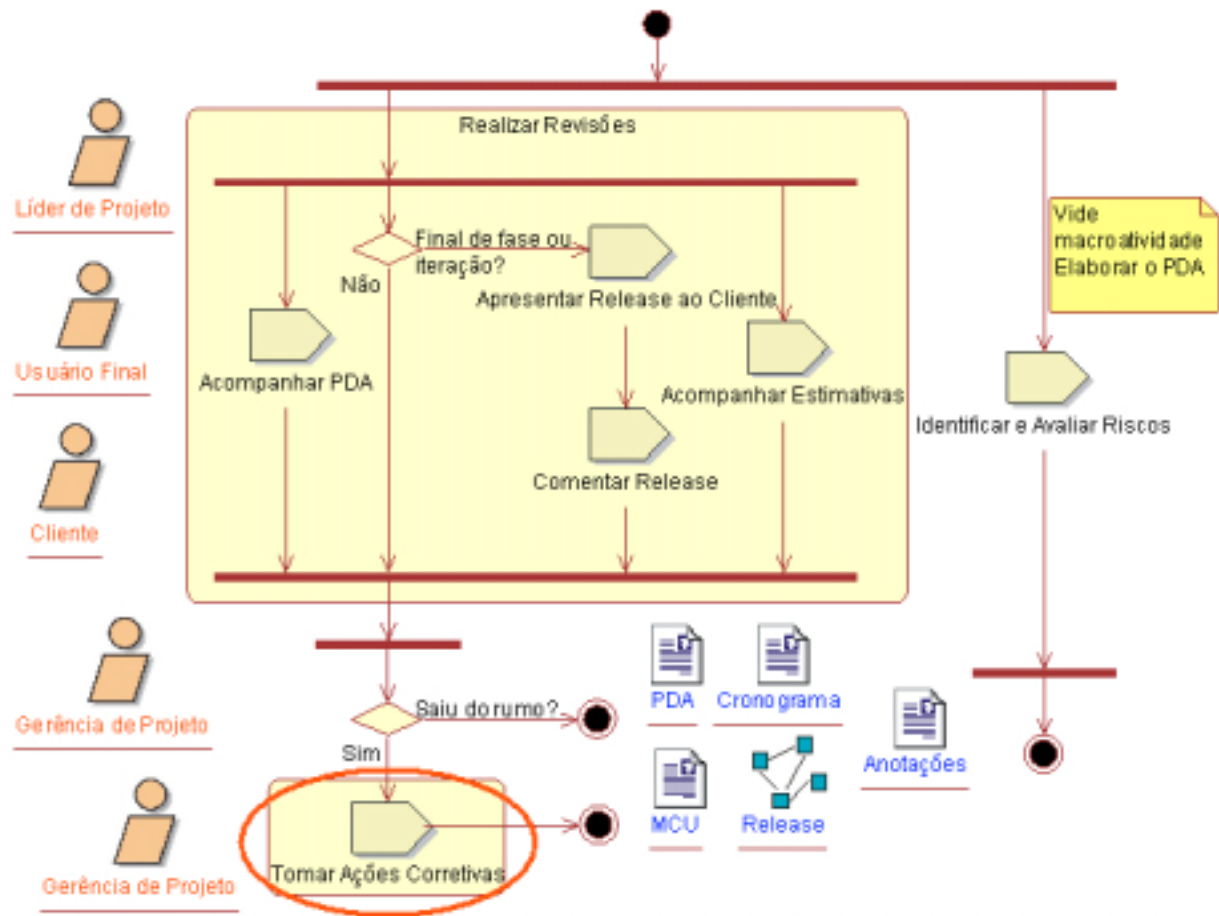 Realizar Revisões
Líder de Projeto
Vide
macroatividade
Elaborar o PDA
Final de fase ou
iteração?
Não
Apresentar Release ao Cliente
Usuário Final
Acompanhar PDA
Acompanhar Estimativas
Identificar e Avaliar Riscos
Comentar Release
Cliente
Gerência de Projeto
PDA
Cronograma
Saiu do rumo?
Sim
Anotações
MCU
Release
Tomar Ações Corretivas
Gerência de Projeto